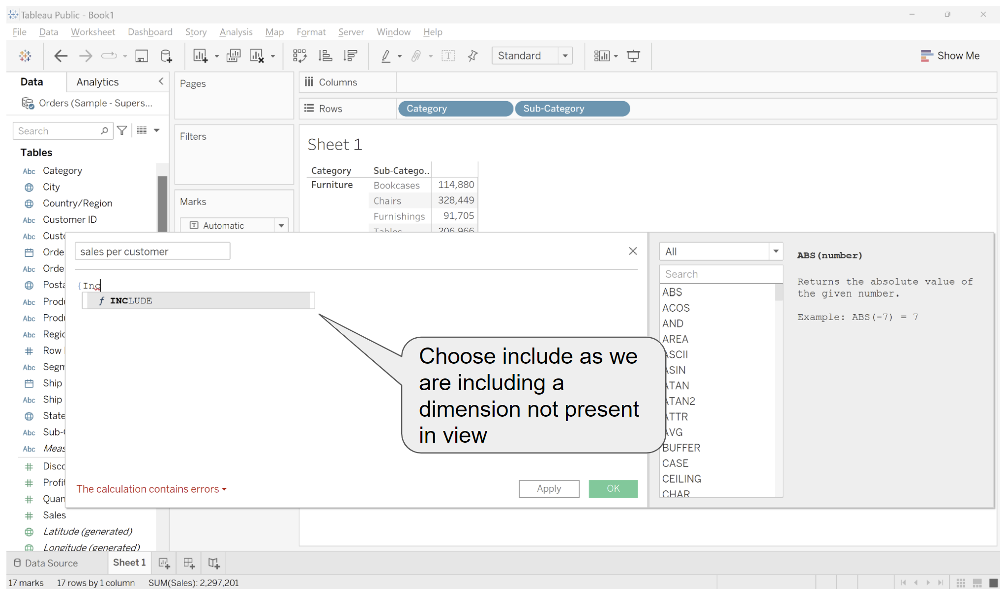 Tableau Public - Book1
File Data Worksheet Dashboard Story Analysis Map Format Server Window Help
Standard
Show Me
Data Analytics
Pages
Columns
Orders (Sample - Supers...
Rows Category Sub-Category
Search
Filters
Sheet 1
Tables
Abc Category
City
Country/Region
Abc Customer ID
Abc Custo
Orde
Abc Orde
Posta
Abc Produ
Abc Produ
Abc Regio
Row
Abc Segm
Ship
Abc Ship
State
Abc Sub-
Abc Meas
Disco
Profi
Quan
Sales
Latitude (generated)
Longitude (generated)
Marks
Automatic
Category Sub-Catego..
Furniture Bookcases 114,880
Chairs 328,449
Furnishings 91,705
Tables 206,966
sales per customer
{Inc
f INCLUDE
Choose include as we
are including a
dimension not present
in view
The calculation contains errors
Apply OK
All
Search
ABS
ACOS
AND
AREA
ASCII
ASIN
ATAN
ATAN2
ATTR
AVG
BUFFER
CASE
CEILING
CHAR
ABS(number)
Returns the absolute value of
the given number.
Example: ABS(-7) = 7
Data Source Sheet 1
17 marks 17 rows by 1 column SUM(Sales): 2,297,201